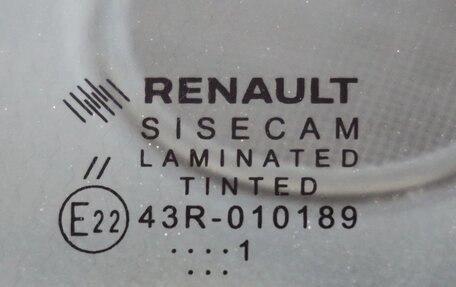 RENAULT
SISECAM
LAMINATED
// TINTED
E22 43R-010189
....1
...